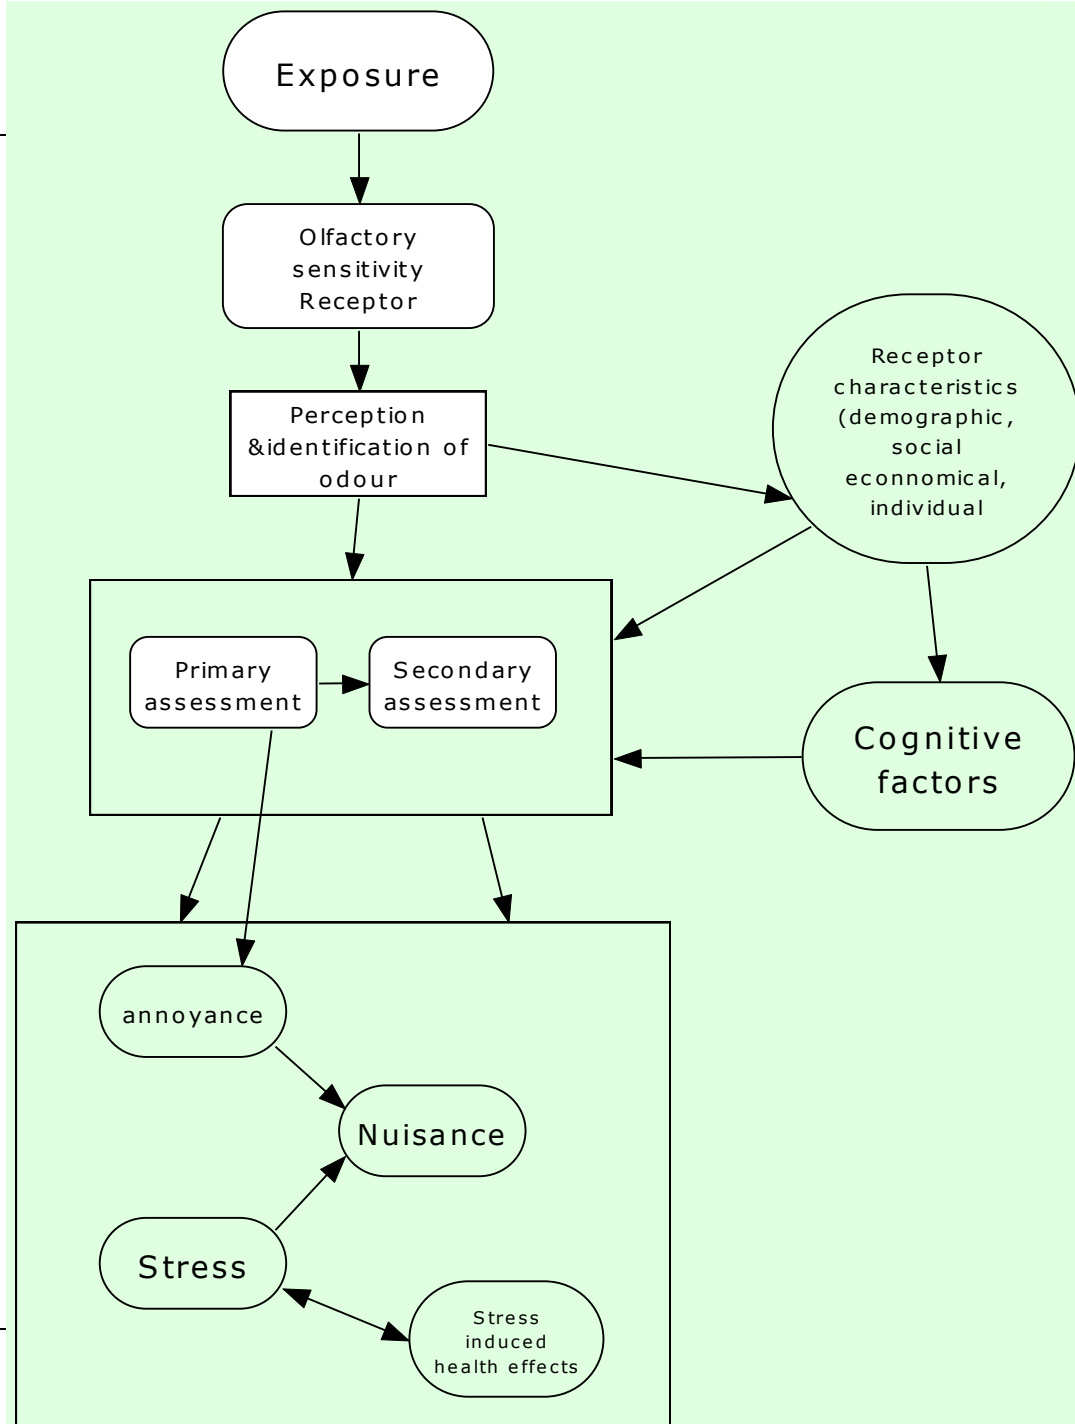 Exposure
Olfactory
sensitivity
Receptor
Perception
&identification of
odour
Receptor
characteristics
(demographic,
social
econnomical,
individual
Primary
assessment
Secondary
assessment
Cognitive
factors
annoyance
Nuisance
Stress
Stress
induced
health effects